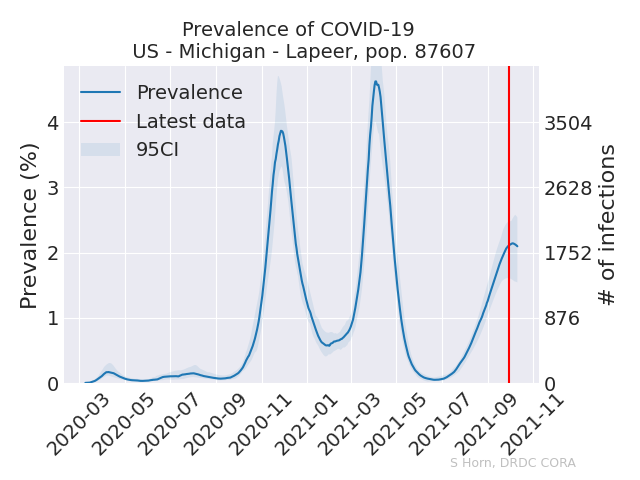 Prevalence of COVID-19
US - Michigan - Lapeer, pop. 87607
Prevalence
Latest data
95CI
Prevalence (%)
4
3
2
1
0
3504
2628
1752
876
0
# of infections
2020-03
2020-05
2020-07
2020-09
2020-11
2021-01
2021-03
2021-05
2021-07
2021-09
2021-11
S Horn, DRDC CORA